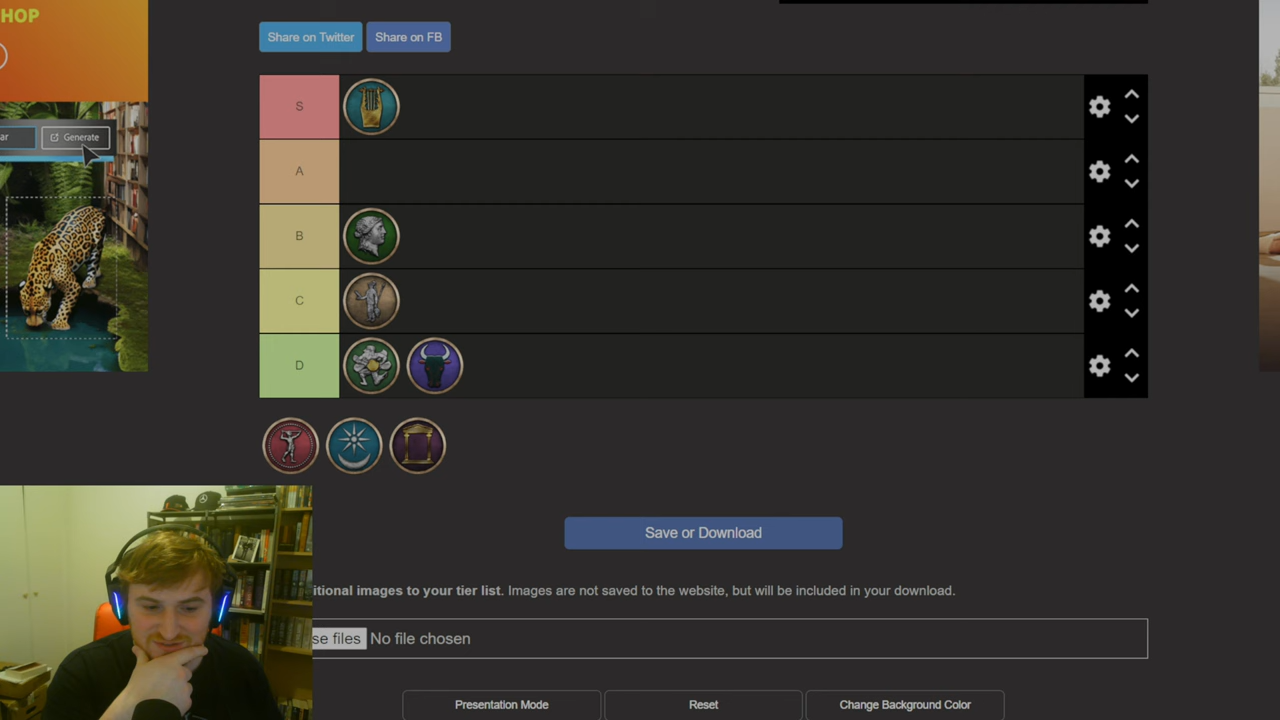 HOP
Share on Twitter
Share on FB
S
ar
Generate
A
B
C
D
Save or Download
itional images to your tier list. Images are not saved to the website, but will be included in your download.
se files
No file chosen
Presentation Mode
Reset
Change Background Color